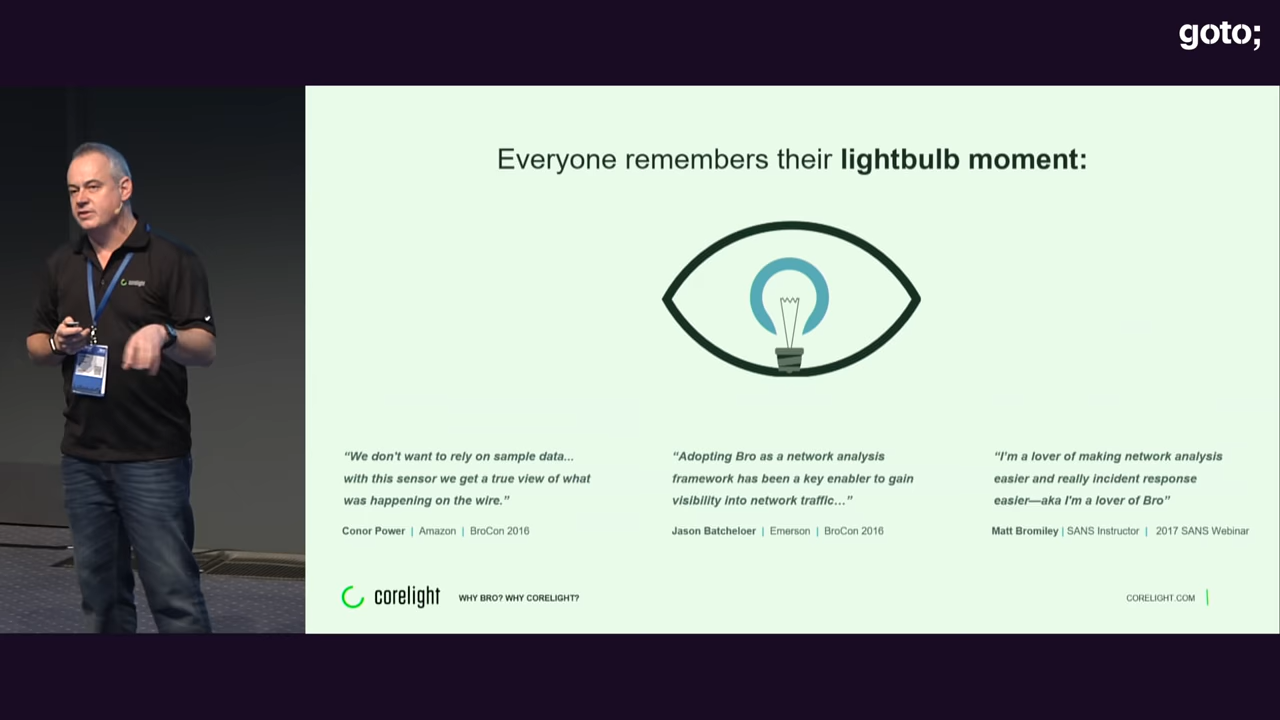 goto;
Everyone remembers their lightbulb moment:
corelight
“We don't want to rely on sample data...
with this sensor we get a true view of what
was happening on the wire.”
Conor Power | Amazon | BroCon 2016
“Adopting Bro as a network analysis
framework has been a key enabler to gain
visibility into network traffic…”
Jason Batcheloer | Emerson | BroCon 2016
“I'm a lover of making network analysis
easier and really incident response
easier—aka I'm a lover of Bro”
Matt Bromiley | SANS Instructor | 2017 SANS Webinar
corelight WHY BRO? WHY CORELIGHT?
CORELIGHT.COM